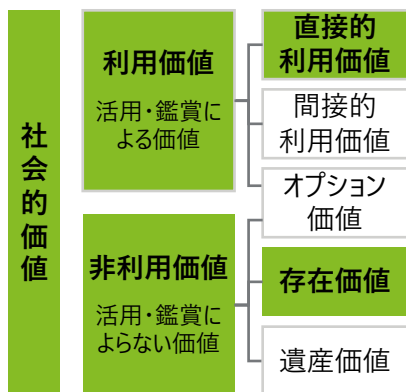 社会的価値
利用価値
活用・鑑賞に
よる価値
直接的
利用価値
間接的
利用価値
オプション
価値
非利用価値
活用・鑑賞に
よらない価値
存在価値
遺産価値